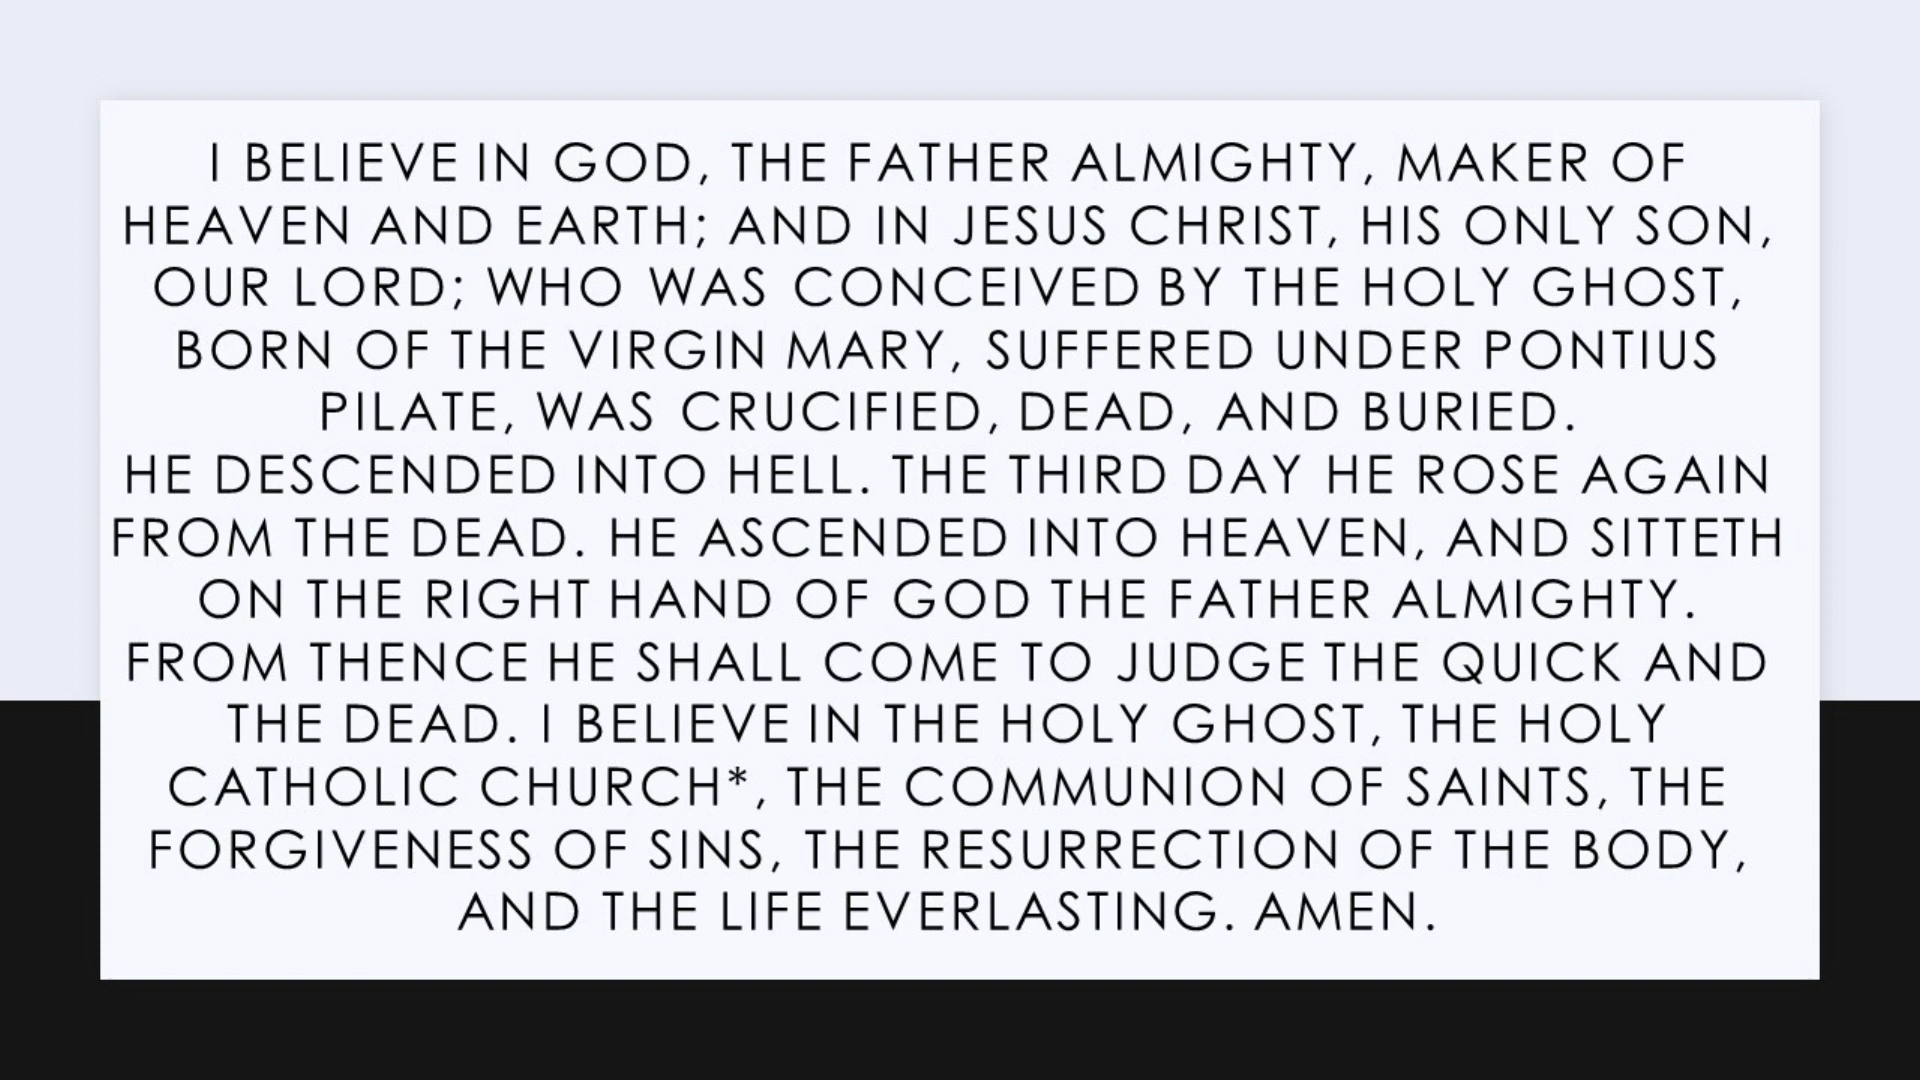 I BELIEVE IN GOD, THE FATHER ALMIGHTY, MAKER OF
HEAVEN AND EARTH; AND IN JESUS CHRIST, HIS ONLY SON,
OUR LORD; WHO WAS CONCEIVED BY THE HOLY GHOST,
BORN OF THE VIRGIN MARY, SUFFERED UNDER PONTIUS
PILATE, WAS CRUCIFIED, DEAD, AND BURIED.
HE DESCENDED INTO HELL. THE THIRD DAY HE ROSE AGAIN
FROM THE DEAD. HE ASCENDED INTO HEAVEN, AND SITTETH
ON THE RIGHT HAND OF GOD THE FATHER ALMIGHTY.
FROM THENCE HE SHALL COME TO JUDGE THE QUICK AND
THE DEAD. I BELIEVE IN THE HOLY GHOST, THE HOLY
CATHOLIC CHURCH*, THE COMMUNION OF SAINTS, THE
FORGIVENESS OF SINS, THE RESURRECTION OF THE BODY,
AND THE LIFE EVERLASTING. AMEN.